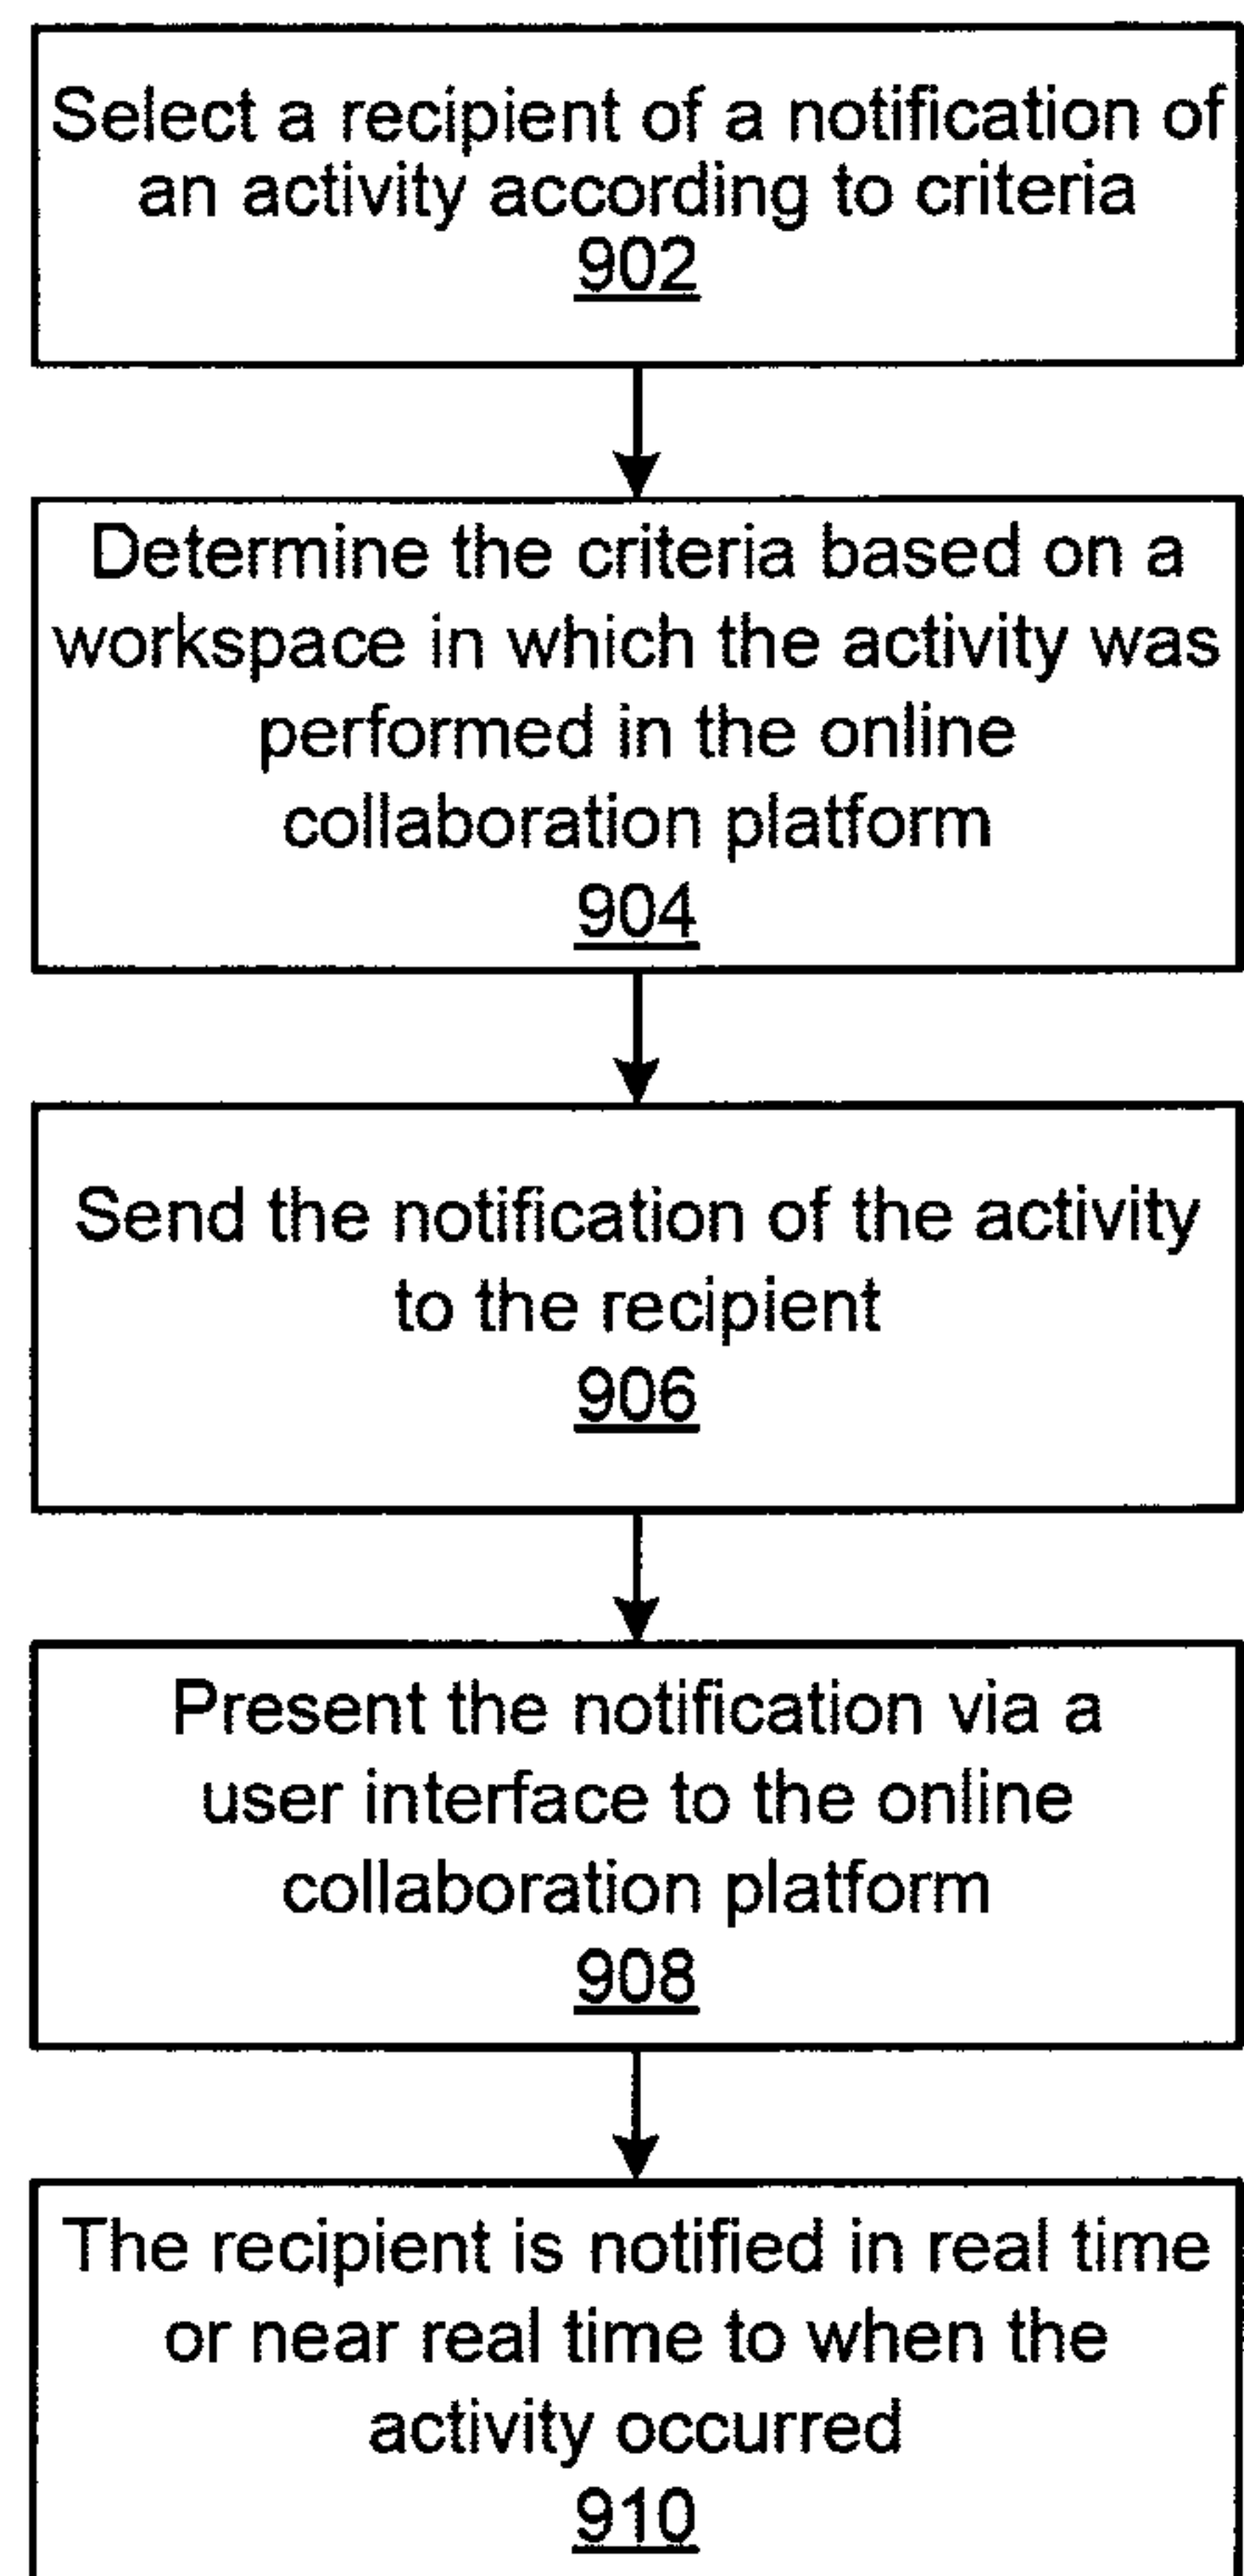 Select a recipient of a notification of
an activity according to criteria
902
Determine the criteria based on a
workspace in which the activity was
performed in the online
collaboration platform
904
Send the notification of the activity
to the recipient
906
Present the notification via a
user interface to the online
collaboration platform
908
The recipient is notified in real time
or near real time to when the
activity occurred
910